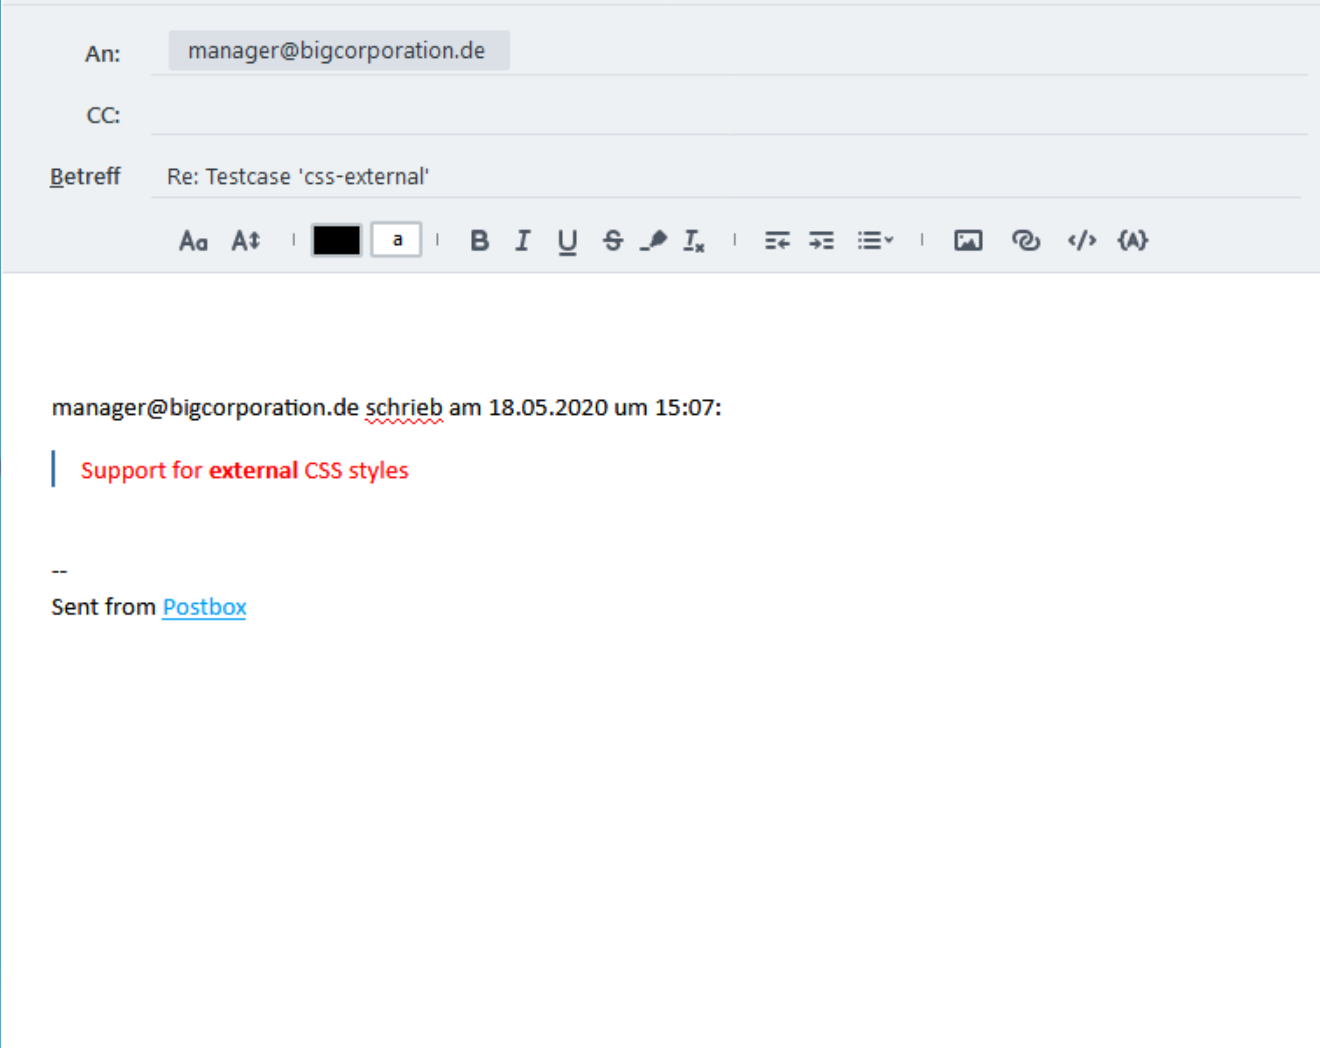 An: manager@bigcorporation.de
CC:
Betreff Re: Testcase 'css-external'
Aa A a B I U S Ix </> {A}
manager@bigcorporation.de schrieb am 18.05.2020 um 15:07:
Support for external CSS styles
--
Sent from Postbox